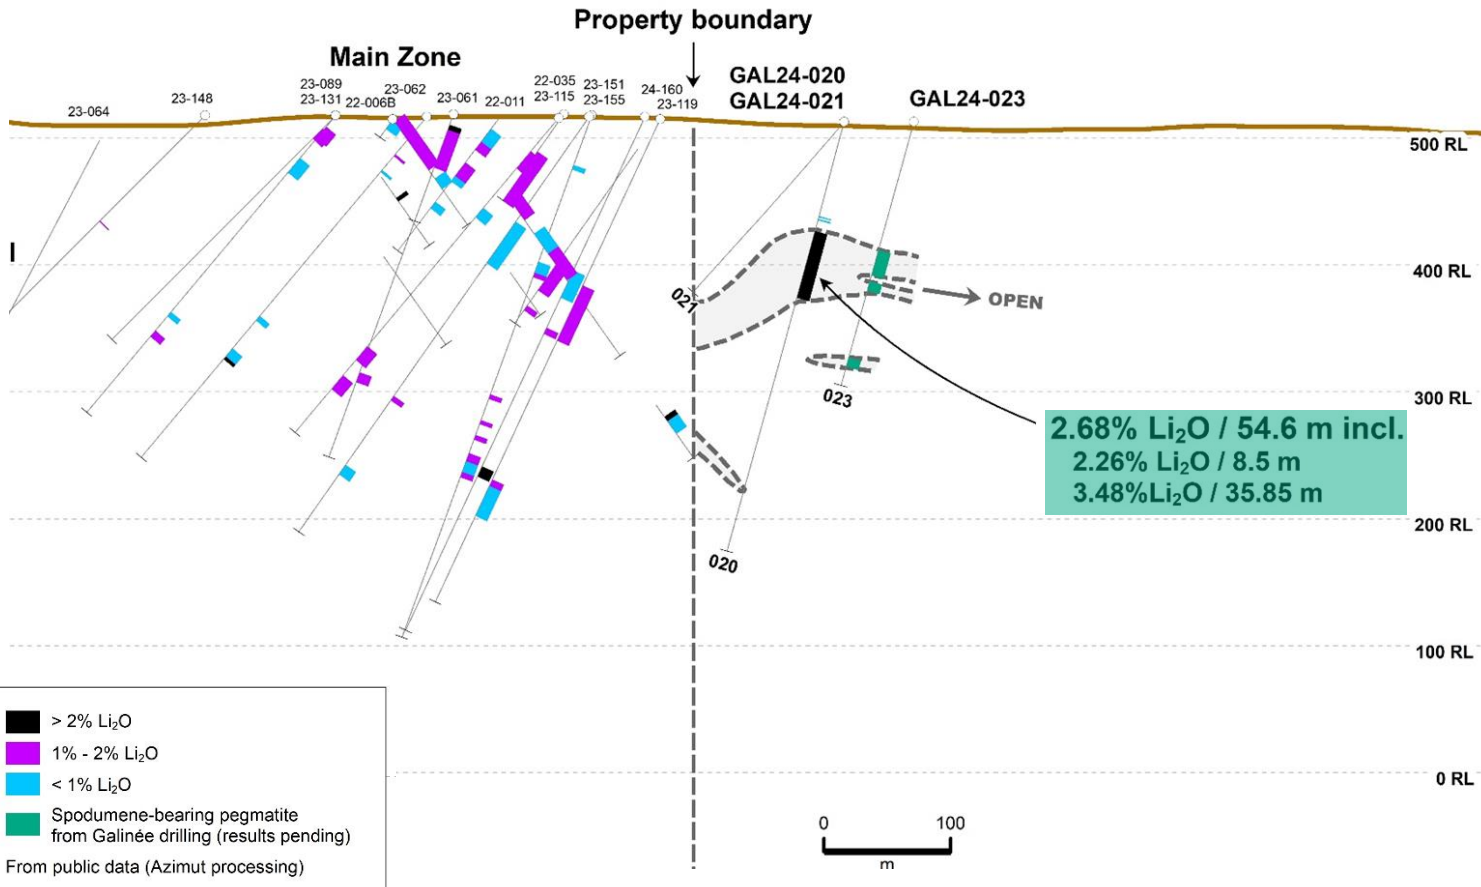 Property boundary
Main Zone
GAL24-020
GAL24-021
GAL24-023
23-064
23-148
23-089
23-131
22-006B
23-062
23-061
22-011
22-035
23-115
23-151
23-155
24-160
23-119
500 RL
400 RL
300 RL
200 RL
100 RL
0 RL
021
OPEN
023
020
2.68% Li₂O / 54.6 m incl.
2.26% Li₂O / 8.5 m
3.48%Li₂O / 35.85 m
> 2% Li₂O
1% - 2% Li₂O
< 1% Li₂O
Spodumene-bearing pegmatite
from Galinée drilling (results pending)
From public data (Azimut processing)
0 100
m